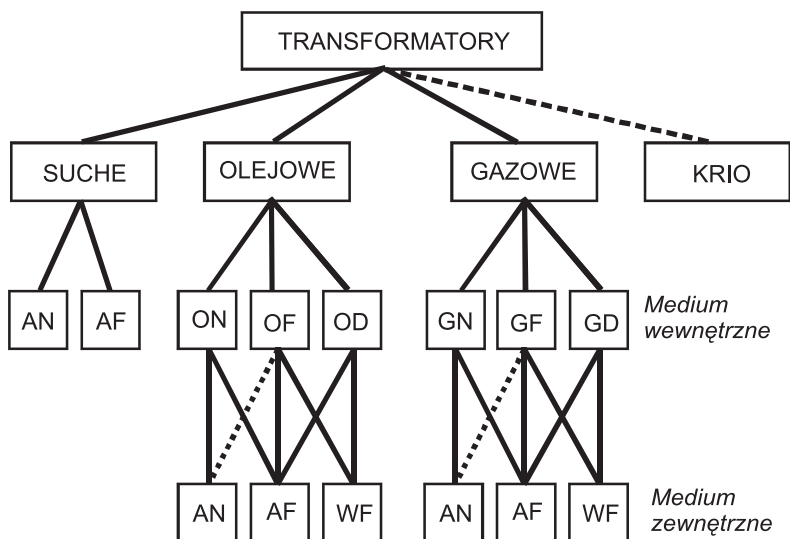 TRANSFORMATORY
SUCHE
OLEJOWE
GAZOWE
KRIO
AN
AF
ON
OF
OD
GN
GF
GD
Medium
wewnętrzne
AN
AF
WF
AN
AF
WF
Medium
zewnętrzne